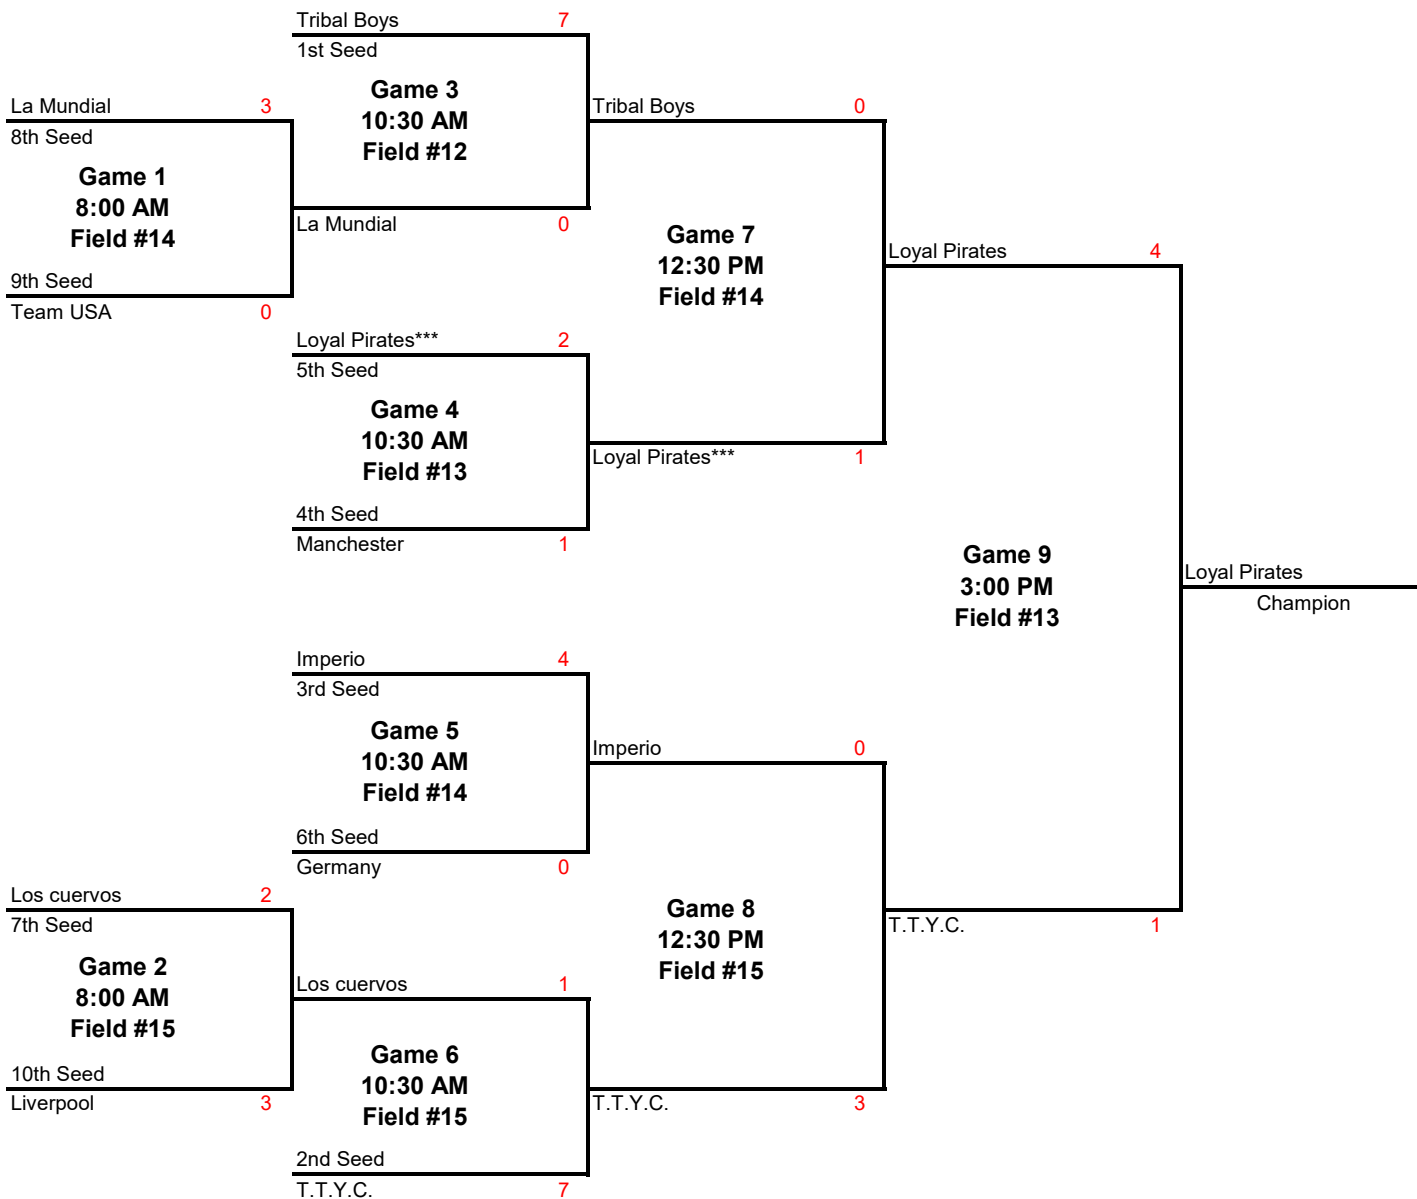 Tribal Boys 7
1st Seed
Game 3
10:30 AM
Field #12
La Mundial 3
8th Seed
Game 1
8:00 AM
Field #14
9th Seed
Team USA 0
La Mundial 0
Tribal Boys 0
Game 7
12:30 PM
Field #14
Loyal Pirates 4
Loyal Pirates*** 2
5th Seed
Game 4
10:30 AM
Field #13
4th Seed
Manchester 1
Loyal Pirates*** 1
Game 9
3:00 PM
Field #13
Loyal Pirates
Champion
Imperio 4
3rd Seed
Game 5
10:30 AM
Field #14
6th Seed
Germany 0
Imperio 0
Game 8
12:30 PM
Field #15
T.T.Y.C. 1
Los cuervos 2
7th Seed
Game 2
8:00 AM
Field #15
10th Seed
Liverpool 3
Los cuervos 1
Game 6
10:30 AM
Field #15
2nd Seed
T.T.Y.C. 7
T.T.Y.C. 3